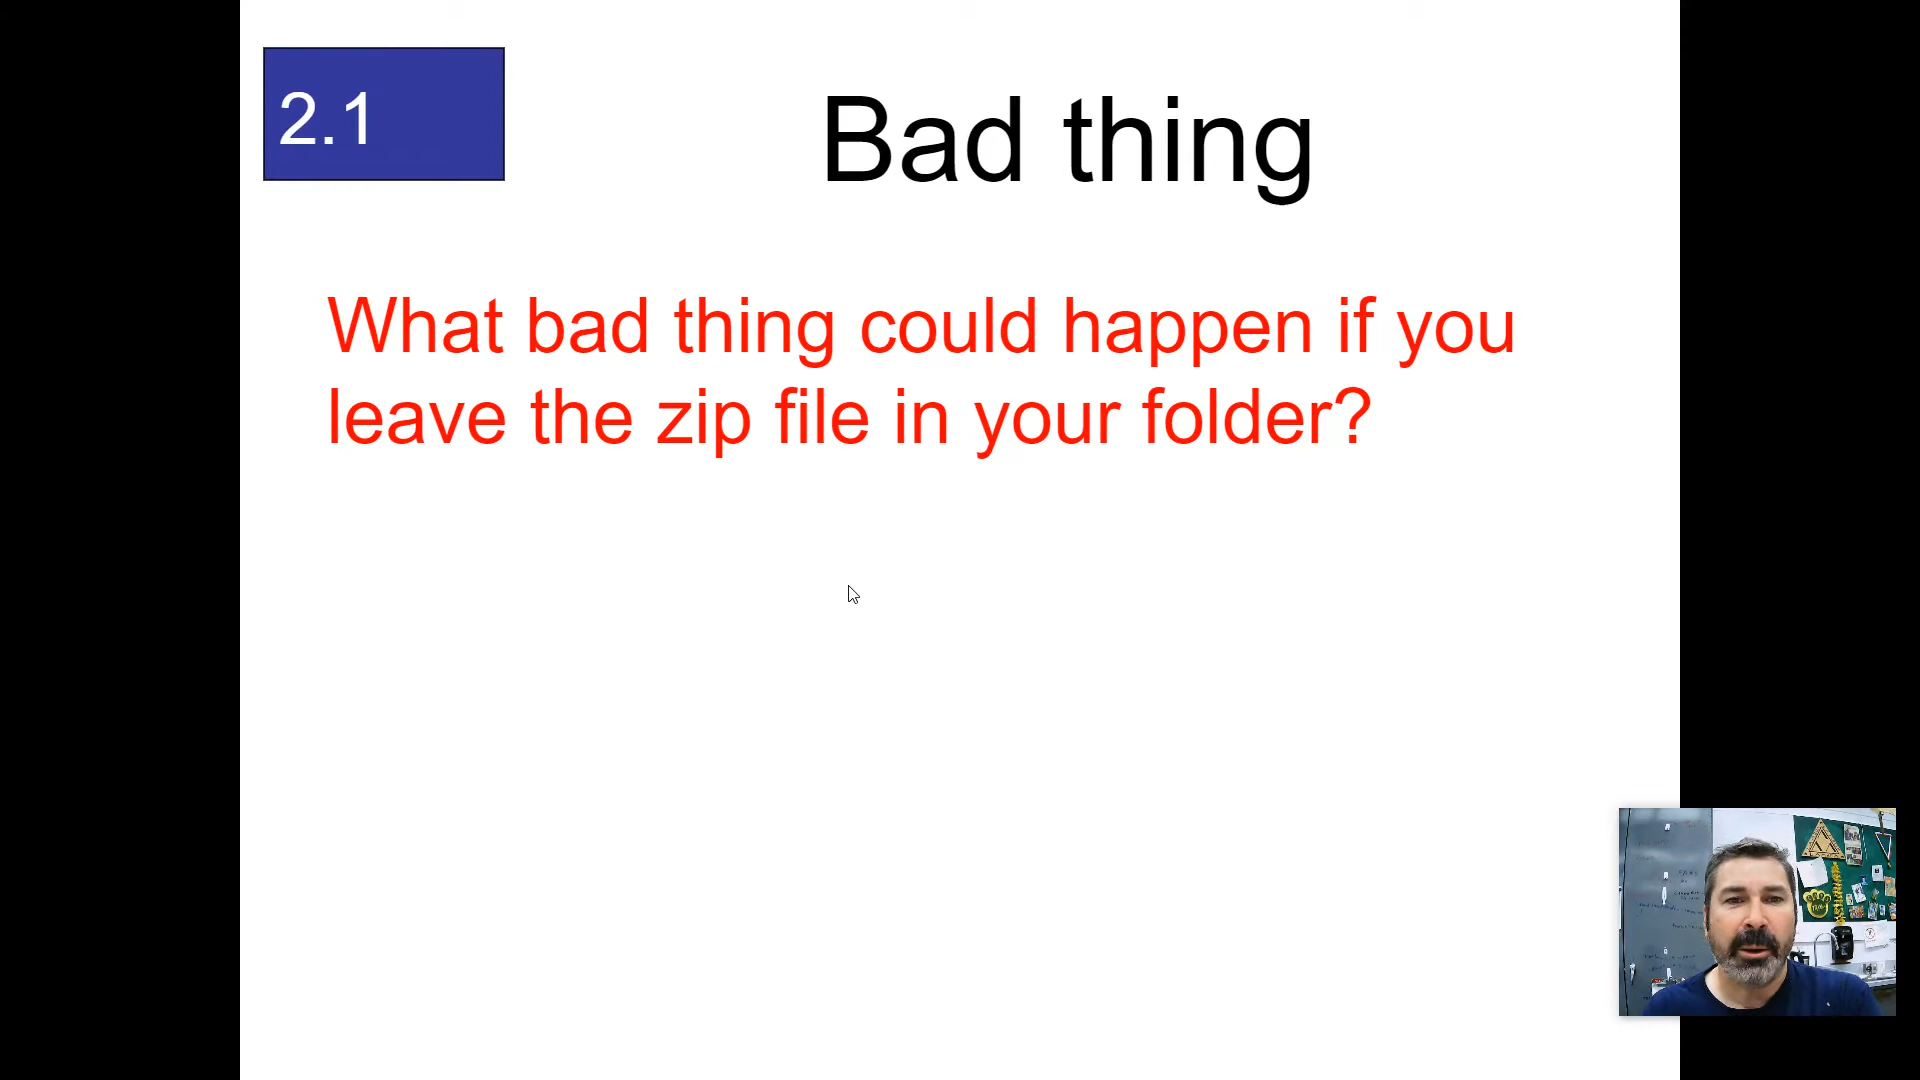 2.1
Bad thing
What bad thing could happen if you
leave the zip file in your folder?